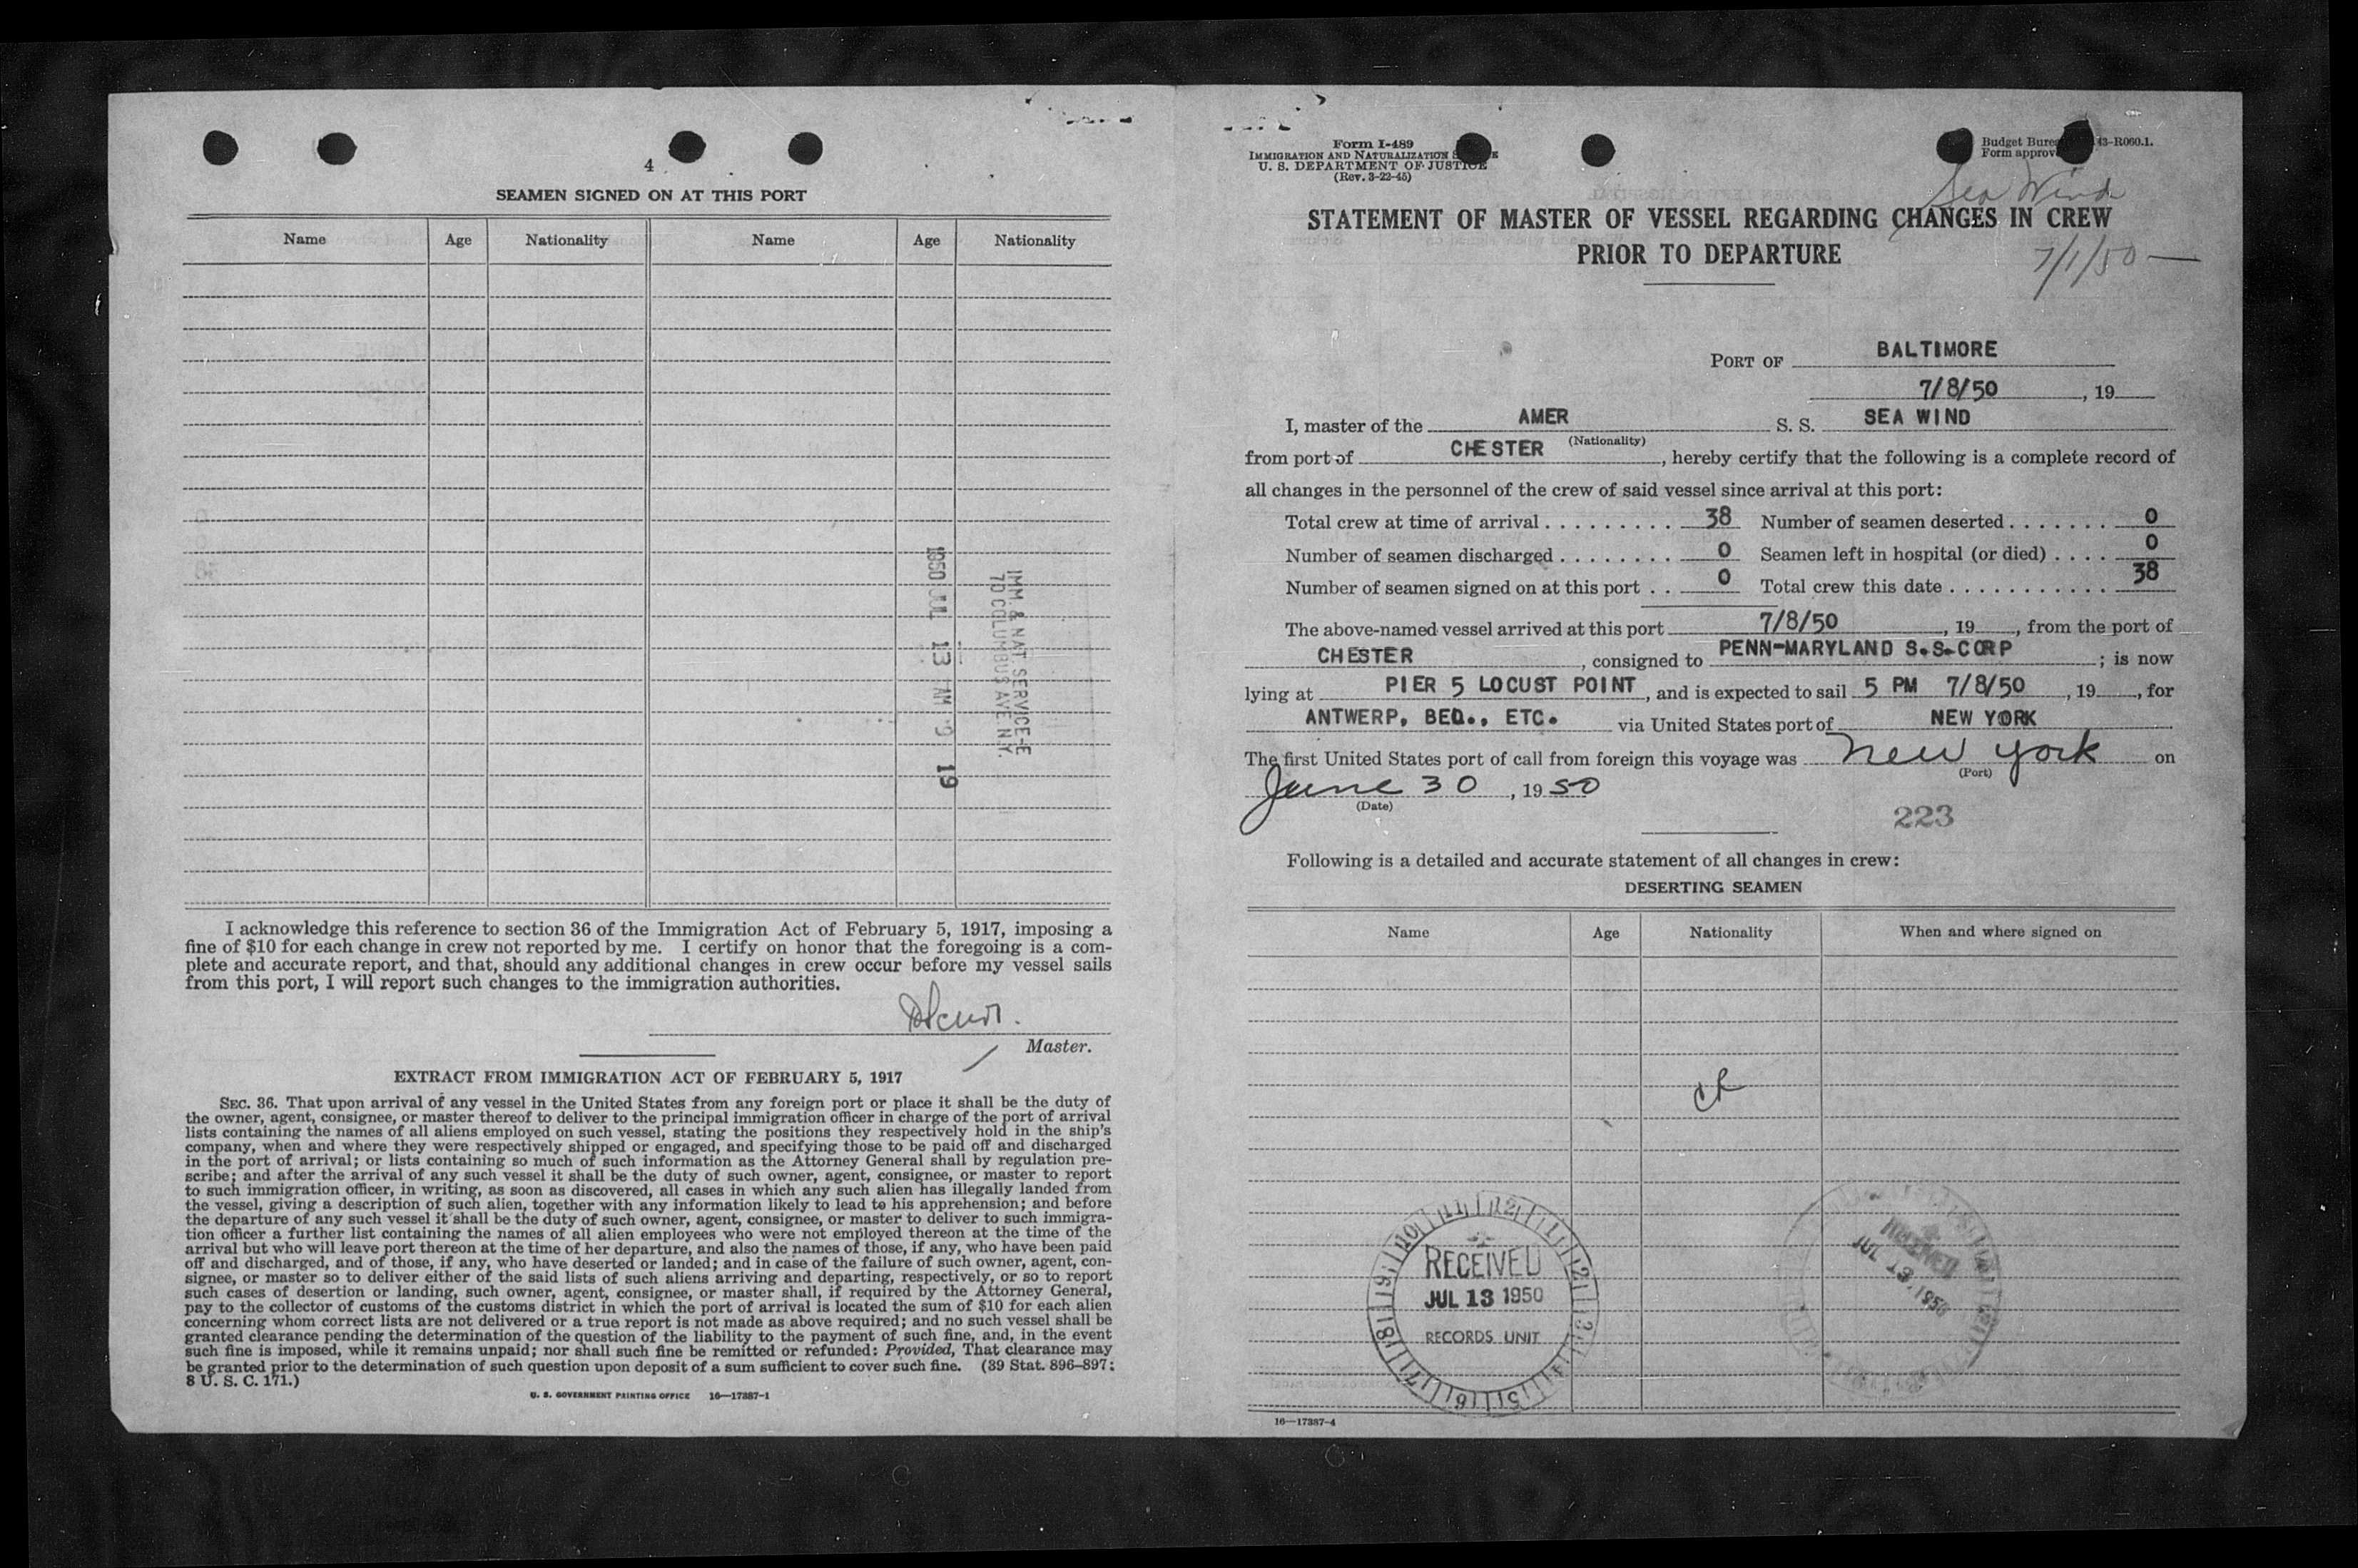 4
SEAMEN SIGNED ON AT THIS PORT
Name Age Nationality Name Age Nationality
1950 JUL 13 AM 9 19
IMM. & NAT. SERVICE-E
70 COLUMBUS AVE N.Y.
I acknowledge this reference to section 36 of the Immigration Act of February 5, 1917, imposing a
fine of $10 for each change in crew not reported by me. I certify on honor that the foregoing is a com-
plete and accurate report, and that, should any additional changes in crew occur before my vessel sails
from this port, I will report such changes to the immigration authorities.
Master.
EXTRACT FROM IMMIGRATION ACT OF FEBRUARY 5, 1917
SEC. 36. That upon arrival of any vessel in the United States from any foreign port or place it shall be the duty of
the owner, agent, consignee, or master thereof to deliver to the principal immigration officer in charge of the port of arrival
lists containing the names of all aliens employed on such vessel, stating the positions they respectively hold in the ship's
company, when and where they were respectively shipped or engaged, and specifying those to be paid off and discharged
in the port of arrival; or lists containing so much of such information as the Attorney General shall by regulation pre-
scribe; and after the arrival of any such vessel it shall be the duty of such owner, agent, consignee, or master to report
to such immigration officer, in writing, as soon as discovered, all cases in which any such alien has illegally landed from
the vessel, giving a description of such alien, together with any information likely to lead to his apprehension; and before
the departure of any such vessel it shall be the duty of such owner, agent, consignee, or master to deliver to such immigra-
tion officer a further list containing the names of all alien employees who were not employed thereon at the time of the
arrival but who will leave port thereon at the time of her departure, and also the names of those, if any, who have been paid
off and discharged, and of those, if any, who have deserted or landed; and in case of the failure of such owner, agent, con-
signee, or master so to deliver either of the said lists of such aliens arriving and departing, respectively, or so to report
such cases of desertion or landing, such owner, agent, consignee, or master shall, if required by the Attorney General,
pay to the collector of customs of the customs district in which the port of arrival is located the sum of $10 for each alien
concerning whom correct lists are not delivered or a true report is not made as above required; and no such vessel shall be
granted clearance pending the determination of the question of the liability to the payment of such fine, and, in the event
such fine is imposed, while it remains unpaid; nor shall such fine be remitted or refunded: Provided, That clearance may
be granted prior to the determination of such question upon deposit of a sum sufficient to cover such fine. (39 Stat. 896-897;
8 U. S. C. 171.)
U. S. GOVERNMENT PRINTING OFFICE 16—17387-1
Form I-489
IMMIGRATION AND NATURALIZATION
U. S. DEPARTMENT OF JUSTICE
(Rev. 3-22-45)
Budget 43-R060.1.
Form
Sea Wind
STATEMENT OF MASTER OF VESSEL REGARDING CHANGES IN CREW
PRIOR TO DEPARTURE
7/1/50
PORT OF BALTIMORE
7/8/50 , 19
I, master of the AMER S. S. SEA WIND
(Nationality)
from port of CHESTER , hereby certify that the following is a complete record of
all changes in the personnel of the crew of said vessel since arrival at this port:
Total crew at time of arrival . . . . . . . . . 38 Number of seamen deserted . . . . . . . 0
Number of seamen discharged . . . . . . . . 0 Seamen left in hospital (or died) . . . . 0
Number of seamen signed on at this port . . 0 Total crew this date . . . . . . . . . . . 38
The above-named vessel arrived at this port 7/8/50 , 19 , from the port of
CHESTER , consigned to PENN-MARYLAND S.S.CORP ; is now
lying at PIER 5 LOCUST POINT , and is expected to sail 5 PM 7/8/50 , 19 , for
ANTWERP, BEL., ETC. via United States port of NEW YORK
The first United States port of call from foreign this voyage was New York on
(Port)
June 30 , 19 50
(Date)
223
Following is a detailed and accurate statement of all changes in crew:
DESERTING SEAMEN
Name Age Nationality When and where signed on
RECEIVED
JUL 13 1950
RECORDS UNIT
RECEIVED
JUL 13 1950
16—17387-4